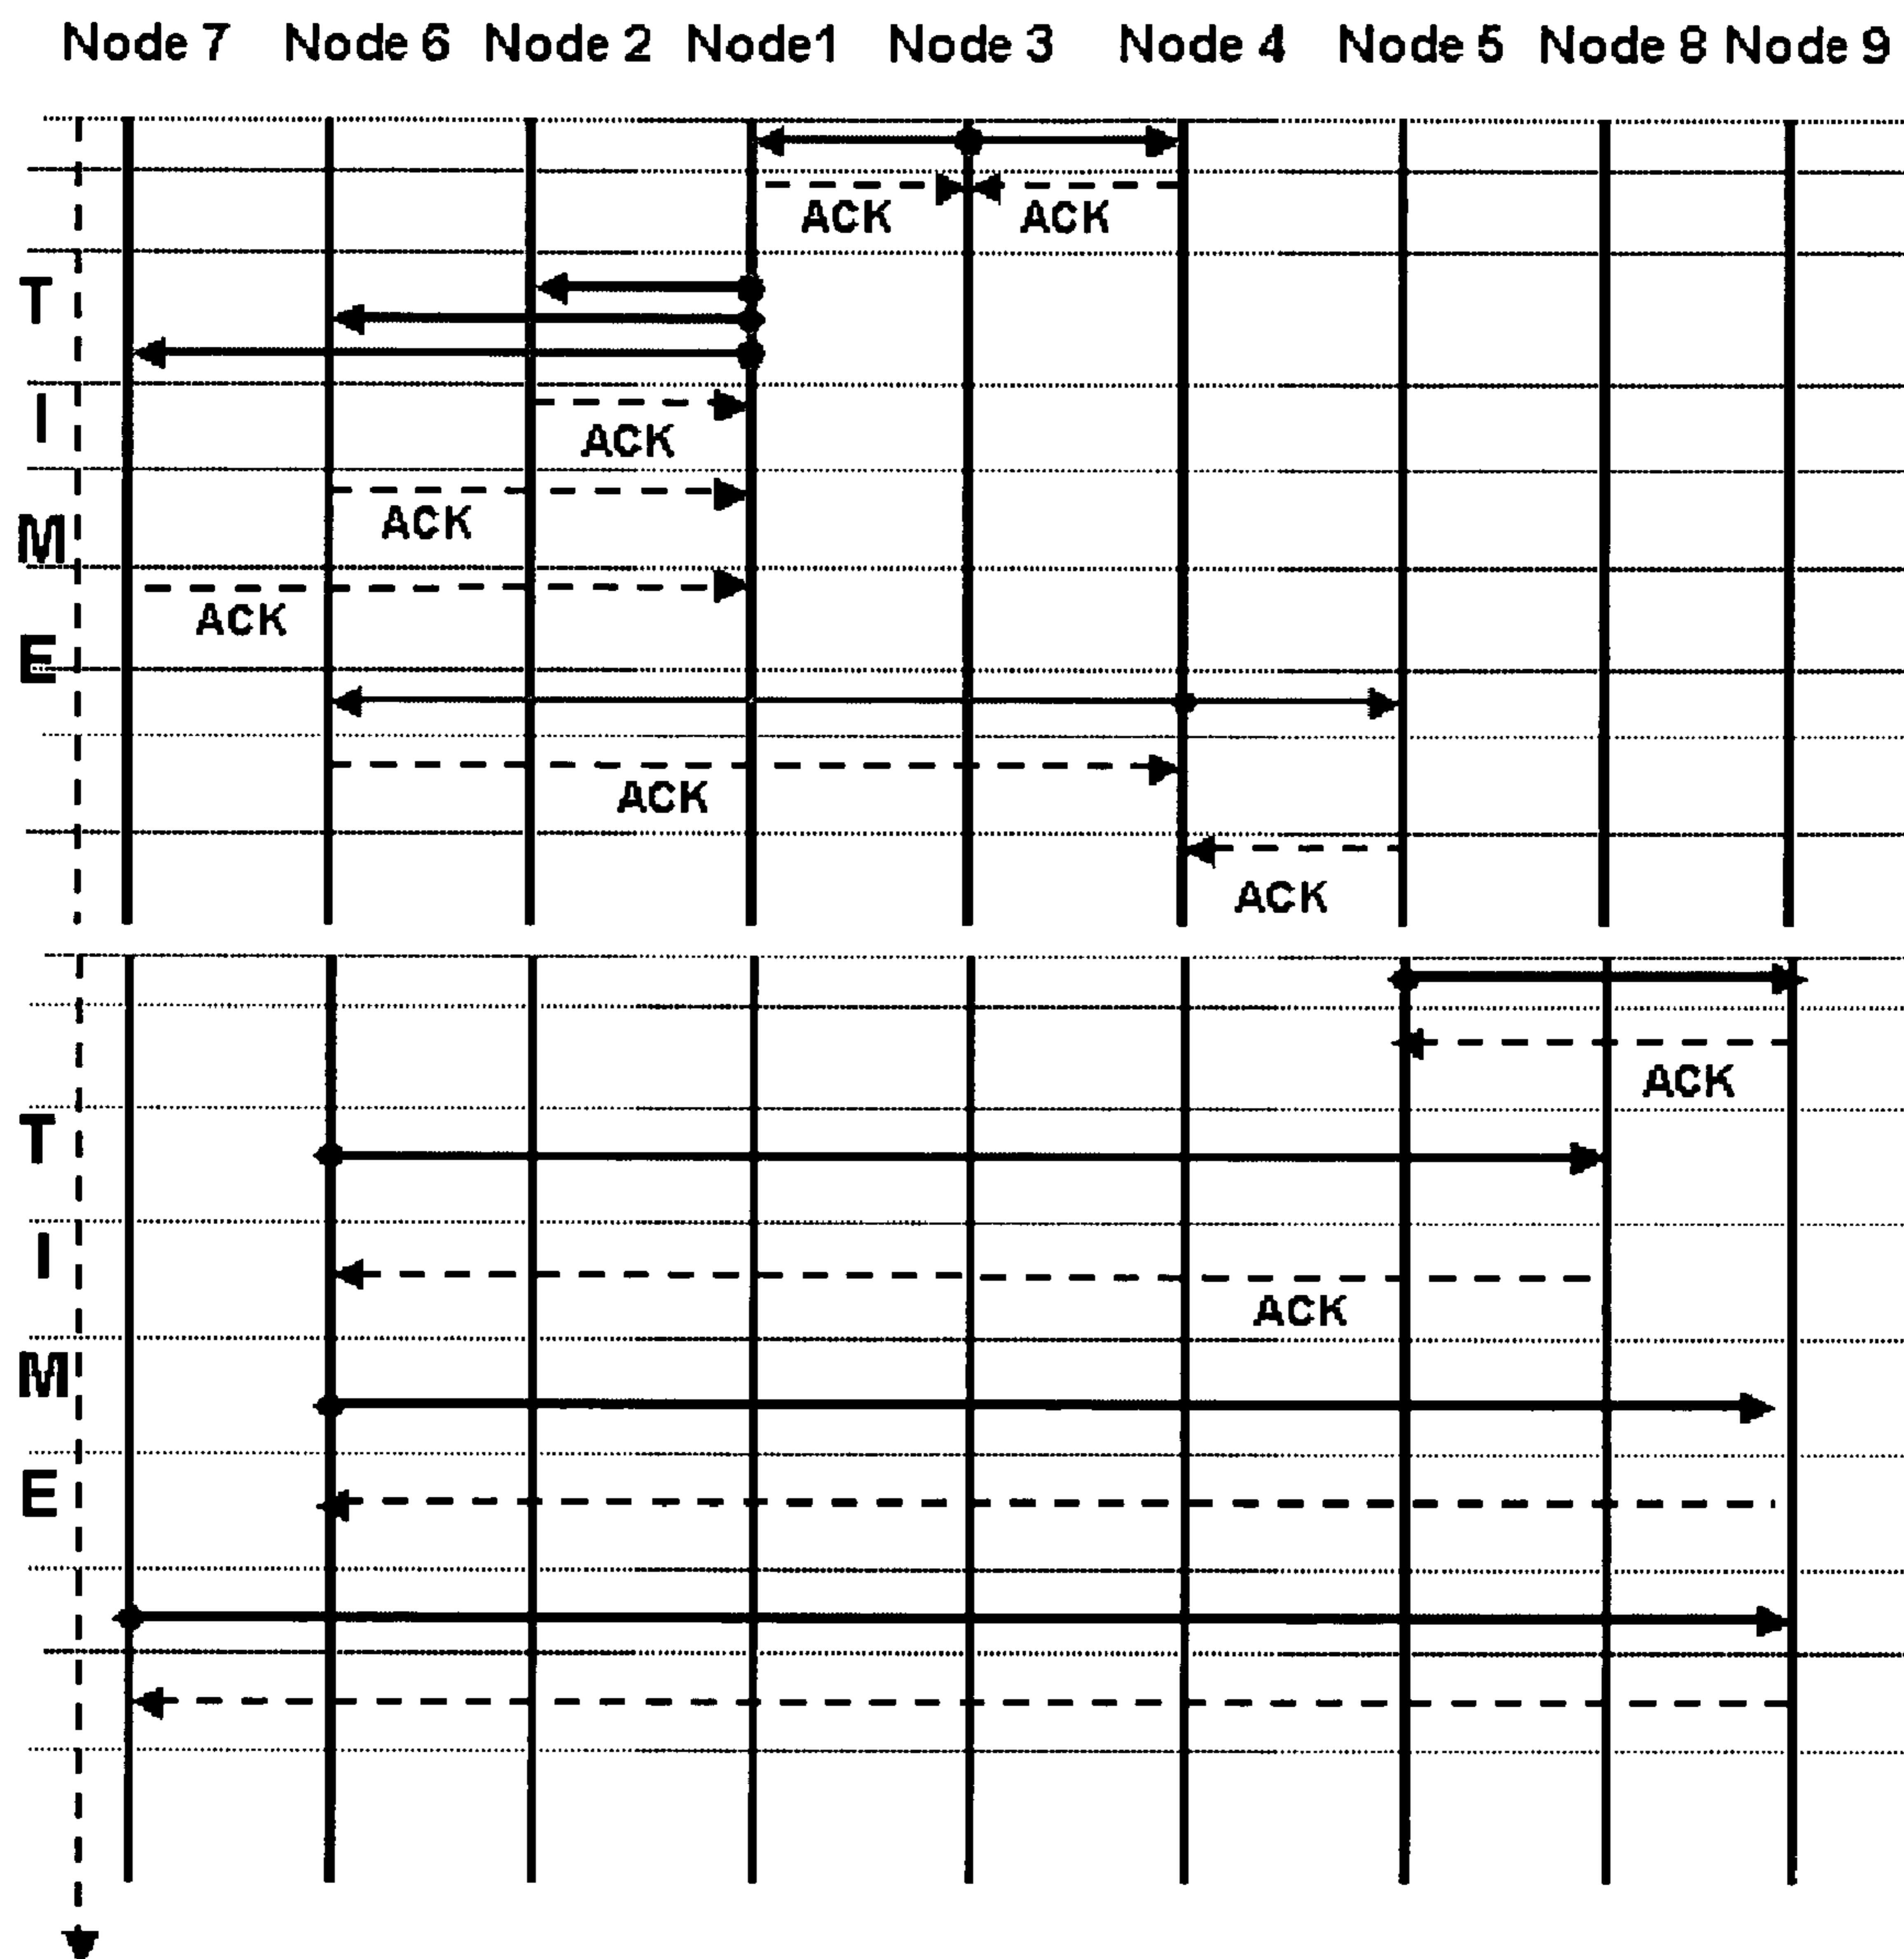 Node 7 Node 6 Node 2 Node1 Node 3 Node 4 Node 5 Node 8 Node 9
ACK ACK
T
I
ACK
M
ACK
ACK
E
ACK
ACK
ACK
T
I
ACK
M
E